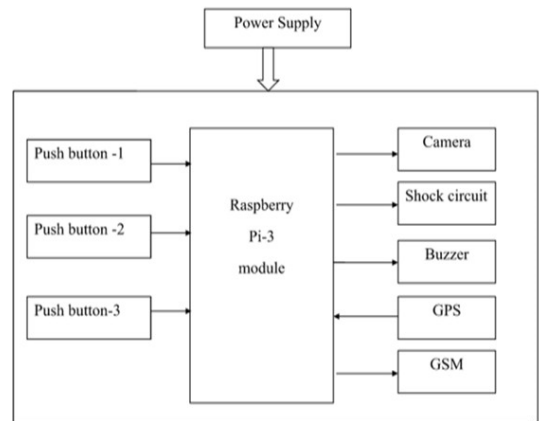 Power Supply
Push button -1
Push button -2
Push button-3
Raspberry
Pi-3
module
Camera
Shock circuit
Buzzer
GPS
GSM